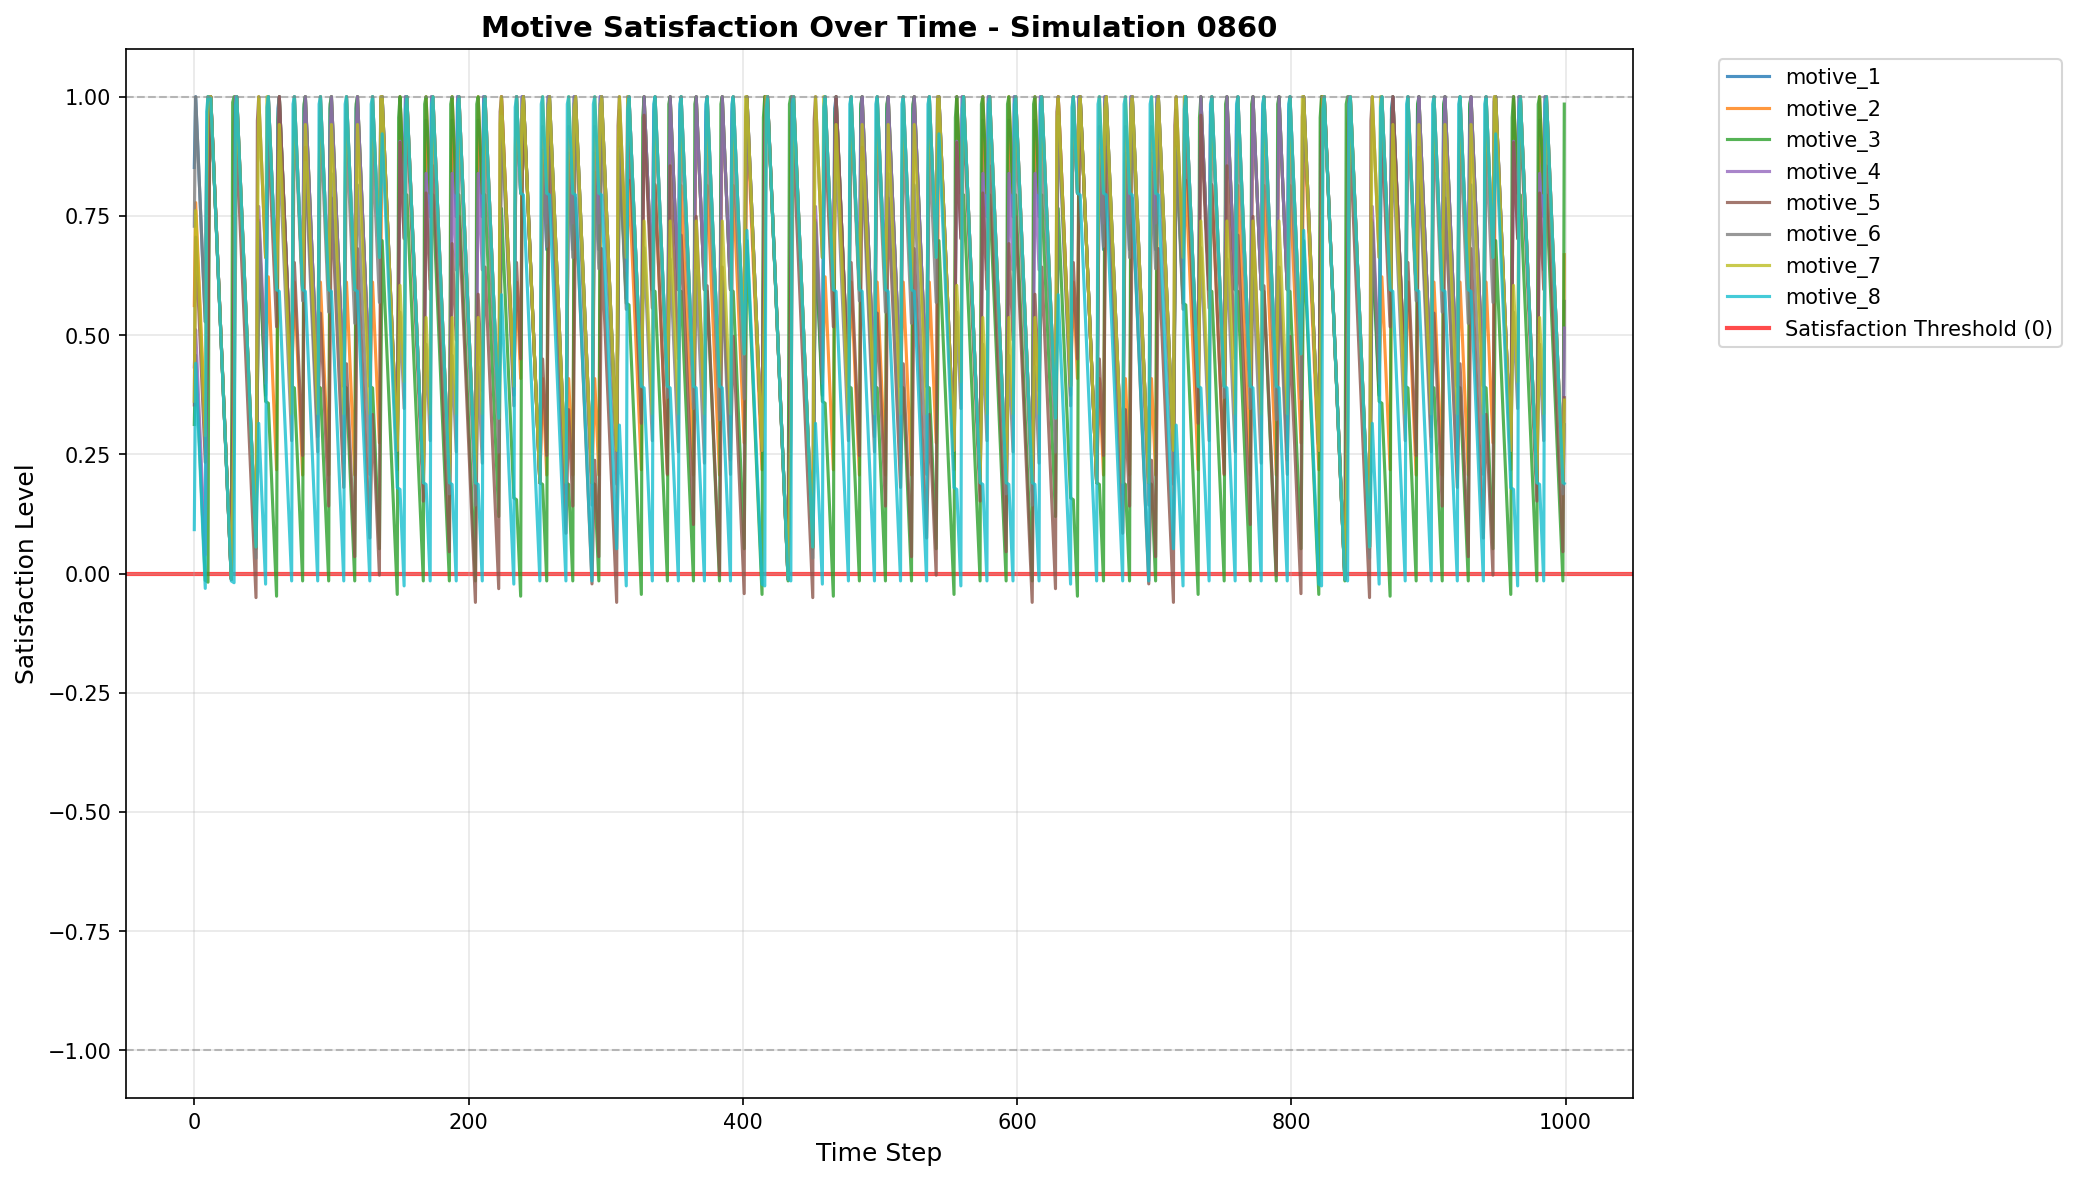 Motive Satisfaction Over Time - Simulation 0860
1.00
0.75
0.50
0.25
0.00
−0.25
−0.50
−0.75
−1.00
Satisfaction Level
0
200
400
600
800
1000
Time Step
motive_1
motive_2
motive_3
motive_4
motive_5
motive_6
motive_7
motive_8
Satisfaction Threshold (0)